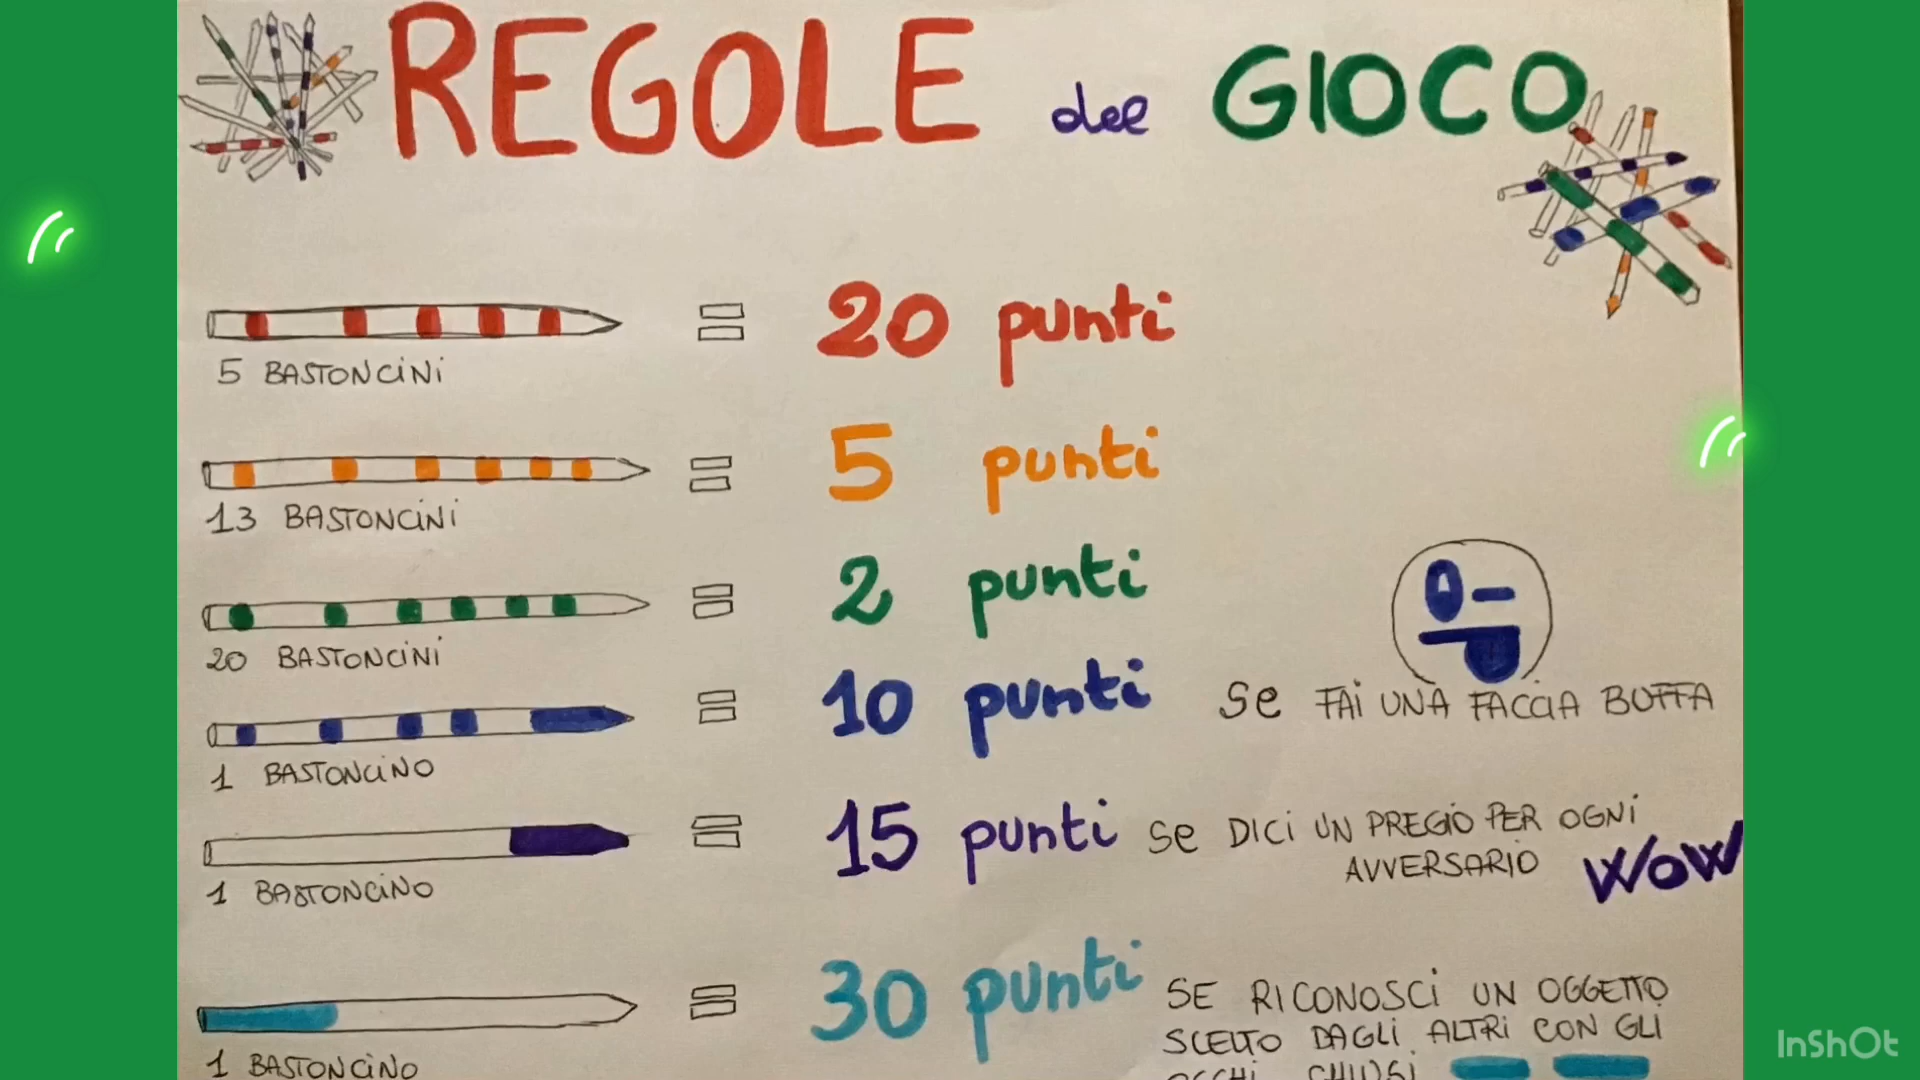 REGOLE del GIOCO
= 20 punti
5 BASTONCINI
= 5 punti
13 BASTONCINI
= 2 punti
20 BASTONCINI
= 10 punti se FAI UNA FACCIA BUFFA
1 BASTONCINO
= 15 punti se DICI UN PREGIO PER OGNI
AVVERSARIO WOW
1 BASTONCINO
= 30 punti SE RICONOSCI UN OGGETTO
SCELTO DAGLI ALTRI CON GLI
OCCHI CHIUSI
1 BASTONCINO
InShOt